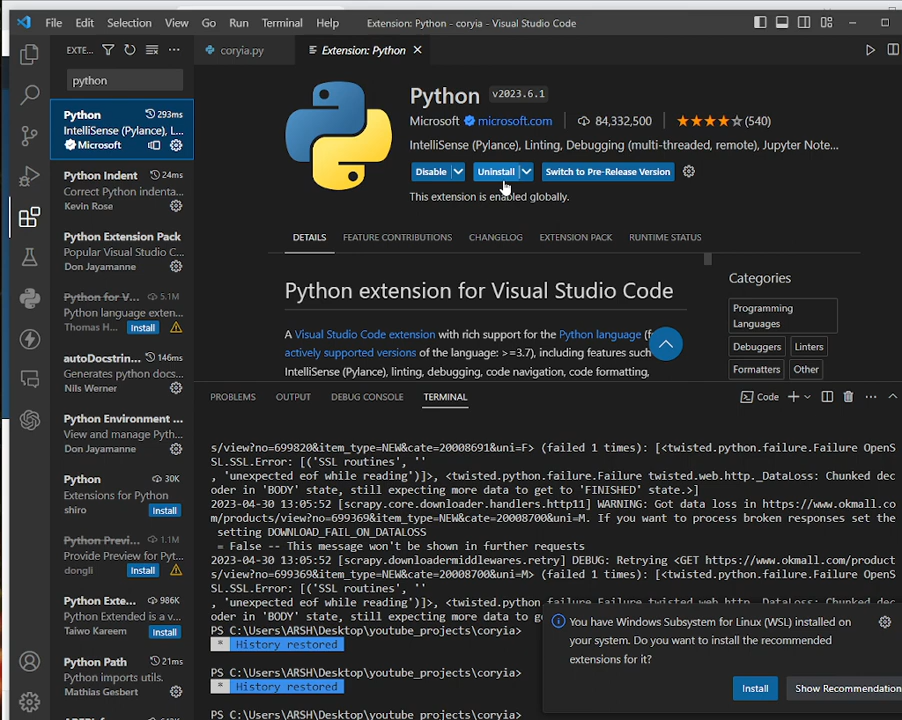 File Edit Selection View Go Run Terminal Help Extension: Python - coryia - Visual Studio Code
EXTE...
coryia.py
Extension: Python
python
Python 293ms
IntelliSense (Pylance), L...
Microsoft
Python Indent 24ms
Correct Python indenta...
Kevin Rose
Python Extension Pack
Popular Visual Studio C...
Don Jayamanne
Python for V... 5.1M
Python language exten...
Thomas H... Install
autoDocstrin... 146ms
Generates python docs...
Nils Werner
Python Environment ...
View and manage Pyth...
Don Jayamanne
Python 30K
Extensions for Python
shiro Install
Python Previ... 1.1M
Provide Preview for Pyt...
dongli Install
Python Exte... 986K
Python Extended is a v...
Taiwo Kareem Install
Python Path 21ms
Python imports utils.
Mathias Gesbert
Python v2023.6.1
Microsoft microsoft.com 84,332,500 (540)
IntelliSense (Pylance), Linting, Debugging (multi-threaded, remote), Jupyter Note...
Disable Uninstall Switch to Pre-Release Version
This extension is enabled globally.
DETAILS FEATURE CONTRIBUTIONS CHANGELOG EXTENSION PACK RUNTIME STATUS
Python extension for Visual Studio Code
A Visual Studio Code extension with rich support for the Python language (f
actively supported versions of the language: >=3.7), including features such
IntelliSense (Pylance), linting, debugging, code navigation, code formatting,
Categories
Programming
Languages
Debuggers Linters
Formatters Other
PROBLEMS OUTPUT DEBUG CONSOLE TERMINAL Code
s/view?no=699820&item_type=NEW&cate=20008691&uni=F> (failed 1 times): [<twisted.python.failure.Failure OpenS
SL.SSL.Error: [('SSL routines', ''
, 'unexpected eof while reading')]>, <twisted.python.failure.Failure twisted.web.http._DataLoss: Chunked dec
oder in 'BODY' state, still expecting more data to get to 'FINISHED' state.>]
2023-04-30 13:05:52 [scrapy.core.downloader.handlers.http11] WARNING: Got data loss in https://www.okmall.co
m/products/view?no=699369&item_type=NEW&cate=20008700&uni=M. If you want to process broken responses set the
setting DOWNLOAD_FAIL_ON_DATALOSS
= False -- This message won't be shown in further requests
2023-04-30 13:05:52 [scrapy.downloadermiddlewares.retry] DEBUG: Retrying <GET https://www.okmall.com/product
s/view?no=699369&item_type=NEW&cate=20008700&uni=M> (failed 1 times): [<twisted.python.failure.Failure OpenS
SL.SSL.Error: [('SSL routines', ''
, 'unexpected eof while reading')]>, <twisted.python.failure.Failure twisted.web.http._DataLoss: Chunked dec
oder in 'BODY' state, still expecting more data to ge
PS C:\Users\ARSH\Desktop\youtube_projects\coryia>
* History restored
PS C:\Users\ARSH\Desktop\youtube_projects\coryia>
* History restored
PS C:\Users\ARSH\Desktop\youtube_projects\coryia>
You have Windows Subsystem for Linux (WSL) installed on
your system. Do you want to install the recommended
extensions for it?
Install Show Recommendation